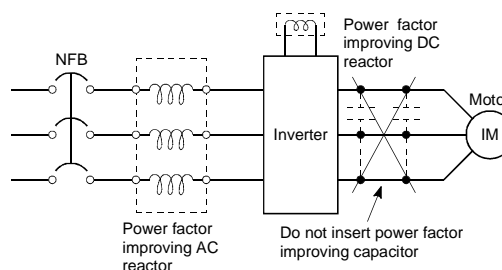 NFB
Power factor
improving DC
reactor
Inverter
Moto
IM
Power factor
improving AC
reactor
Do not insert power factor
improving capacitor